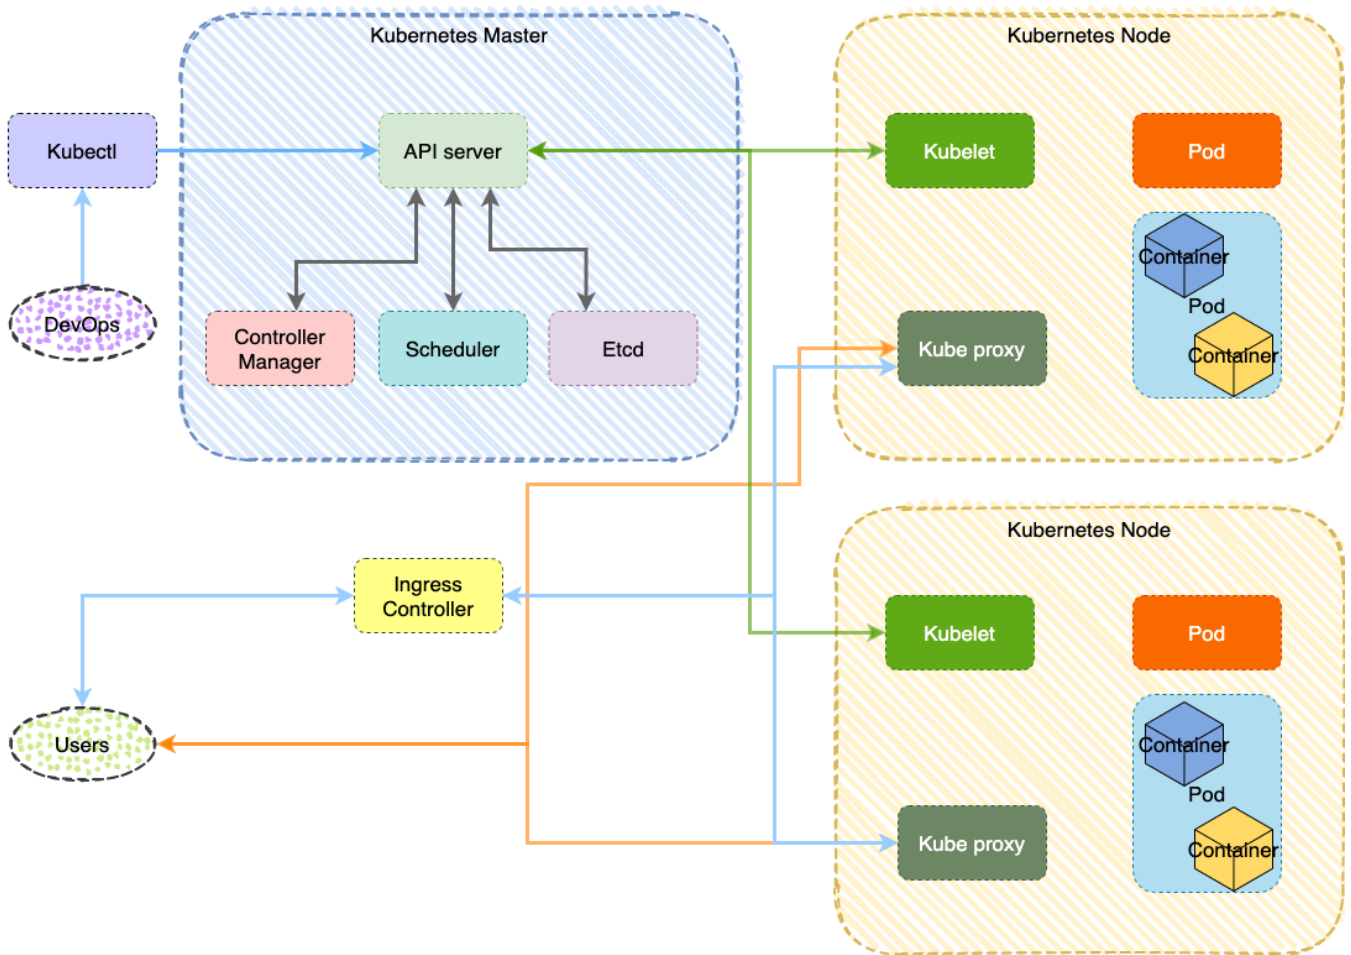 Kubernetes Master
Kubectl
API server
DevOps
Controller
Manager
Scheduler
Etcd
Kubernetes Node
Kubelet
Pod
Container
Pod
Container
Kube proxy
Ingress
Controller
Users
Kubernetes Node
Kubelet
Pod
Container
Pod
Container
Kube proxy